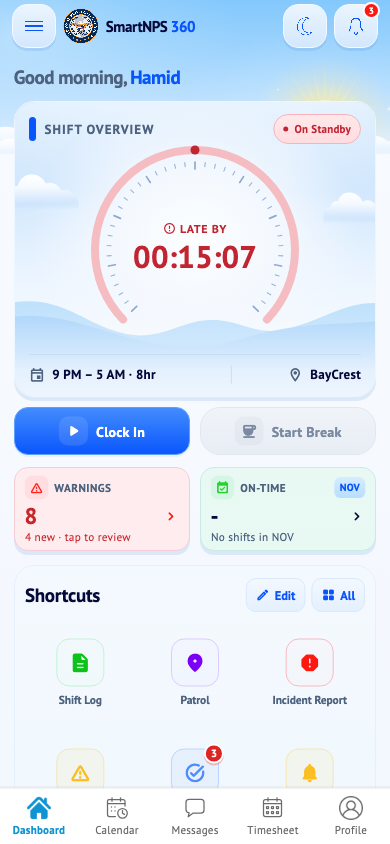 SmartNPS 360
3
Good morning, Hamid
SHIFT OVERVIEW
On Standby
LATE BY
00:15:07
9 PM – 5 AM · 8hr
BayCrest
Clock In
Start Break
WARNINGS
8
4 new · tap to review
ON-TIME
NOV
-
No shifts in NOV
Shortcuts
Edit
All
Shift Log
Patrol
Incident Report
3
Dashboard
Calendar
Messages
Timesheet
Profile